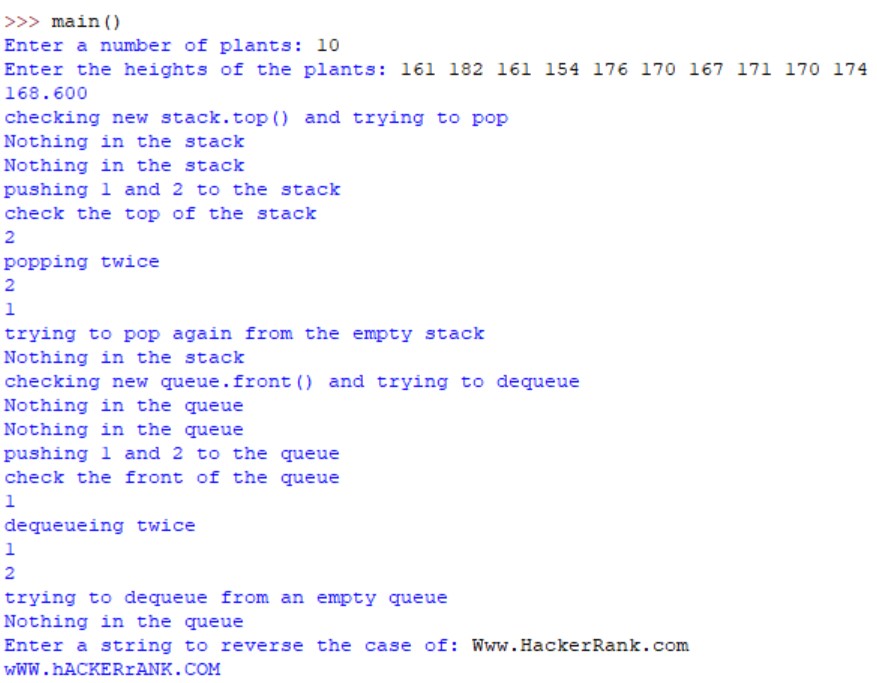 >>> main()
Enter a number of plants: 10
Enter the heights of the plants: 161 182 161 154 176 170 167 171 170 174
168.600
checking new stack.top() and trying to pop
Nothing in the stack
Nothing in the stack
pushing 1 and 2 to the stack
check the top of the stack
2
popping twice
2
1
trying to pop again from the empty stack
Nothing in the stack
checking new queue.front() and trying to dequeue
Nothing in the queue
Nothing in the queue
pushing 1 and 2 to the queue
check the front of the queue
1
dequeueing twice
1
2
trying to dequeue from an empty queue
Nothing in the queue
Enter a string to reverse the case of: Www.HackerRank.com
wWW.hACKERrANK.COM